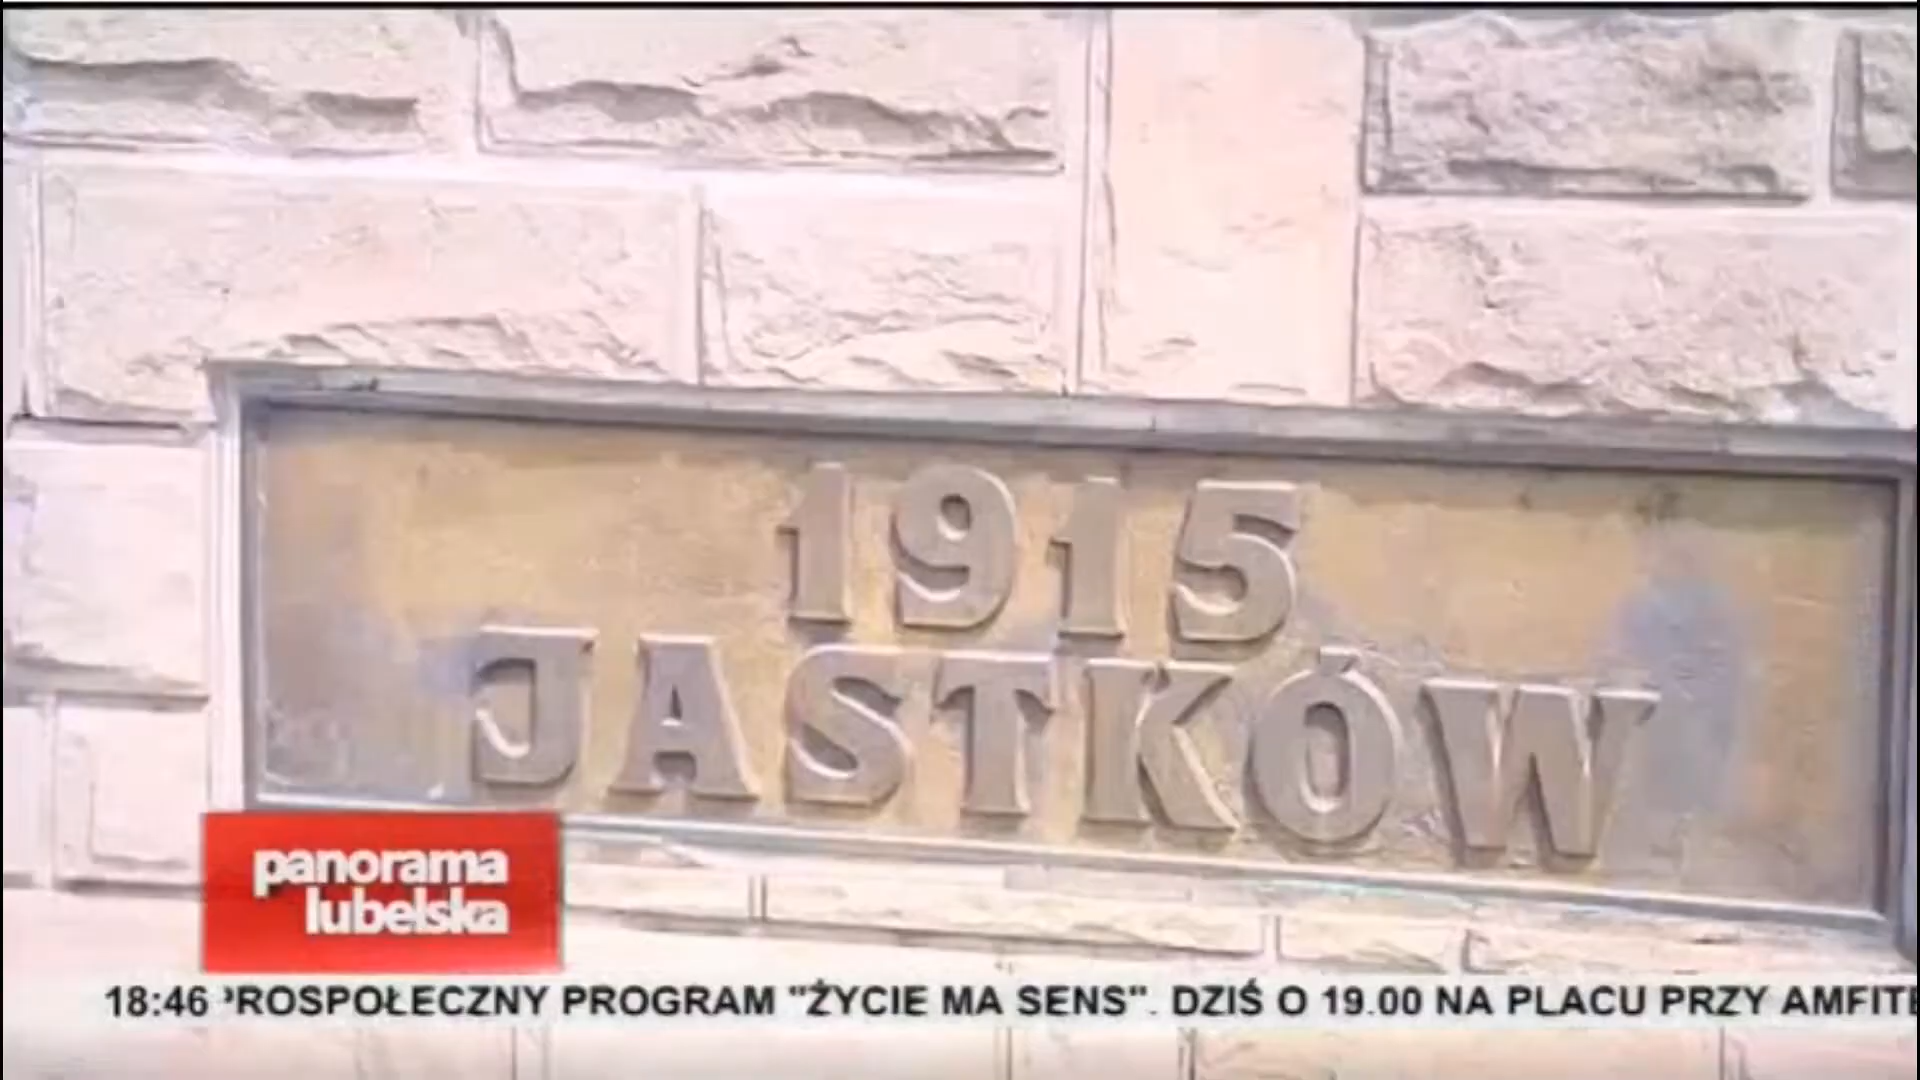 1915
JASTKÓW
panorama
lubelska
18:46 PROSPOŁECZNY PROGRAM "ŻYCIE MA SENS". DZIŚ O 19.00 NA PLACU PRZY